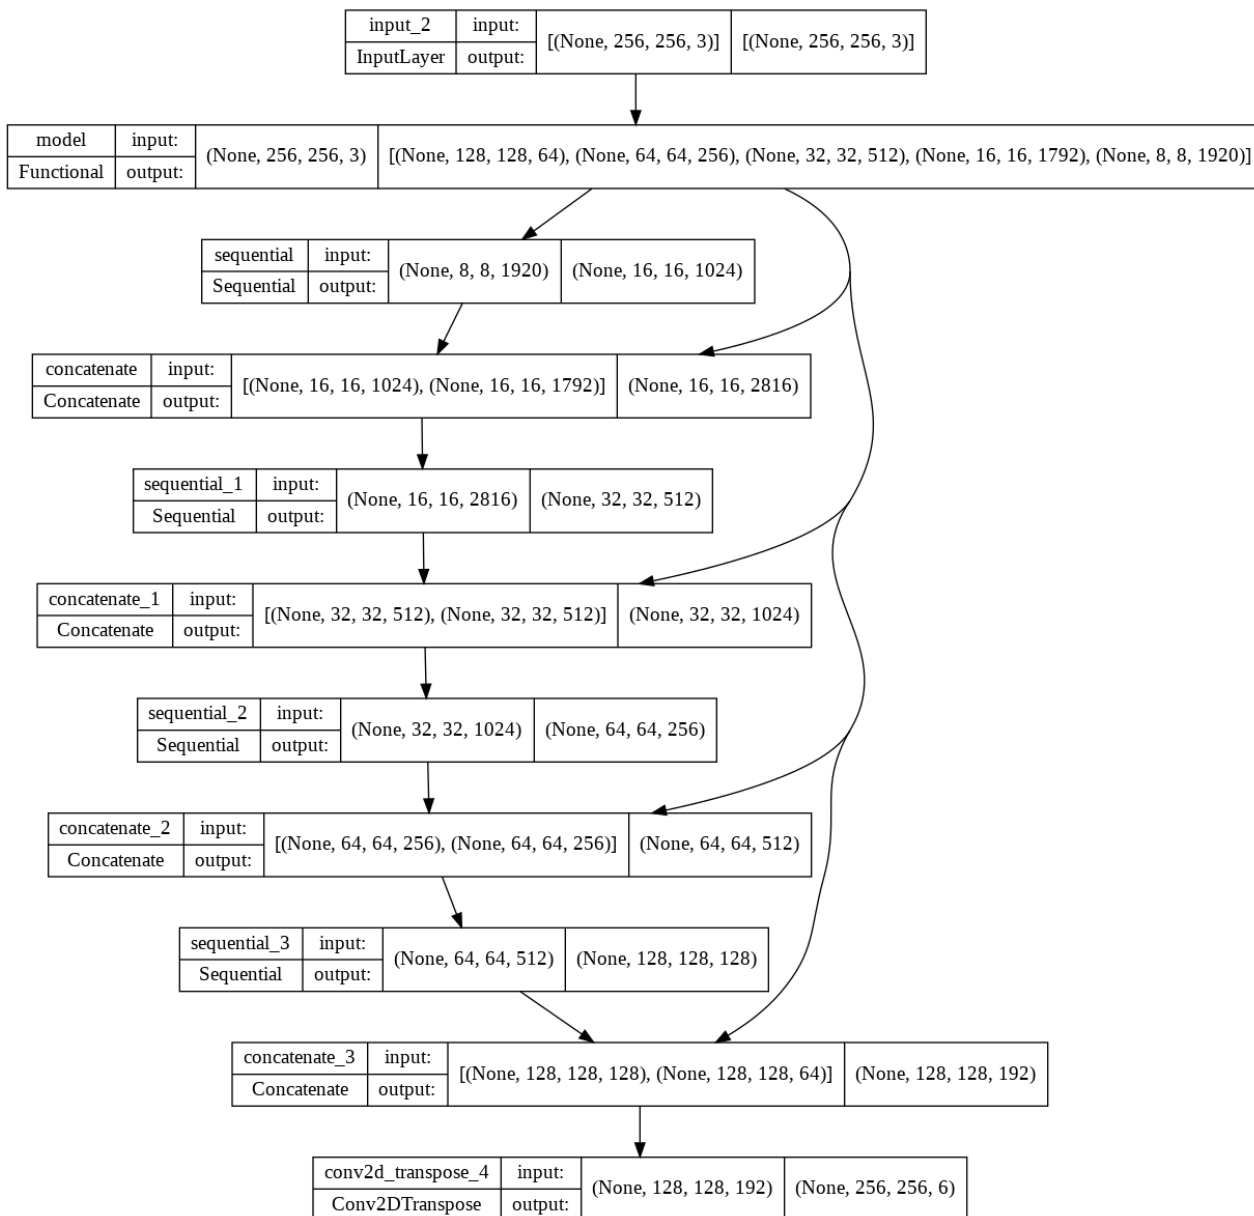 input_2 input: [(None, 256, 256, 3)] [(None, 256, 256, 3)]
InputLayer output:
model input: (None, 256, 256, 3) [(None, 128, 128, 64), (None, 64, 64, 256), (None, 32, 32, 512), (None, 16, 16, 1792), (None, 8, 8, 1920)]
Functional output:
sequential input: (None, 8, 8, 1920) (None, 16, 16, 1024)
Sequential output:
concatenate input: [(None, 16, 16, 1024), (None, 16, 16, 1792)] (None, 16, 16, 2816)
Concatenate output:
sequential_1 input: (None, 16, 16, 2816) (None, 32, 32, 512)
Sequential output:
concatenate_1 input: [(None, 32, 32, 512), (None, 32, 32, 512)] (None, 32, 32, 1024)
Concatenate output:
sequential_2 input: (None, 32, 32, 1024) (None, 64, 64, 256)
Sequential output:
concatenate_2 input: [(None, 64, 64, 256), (None, 64, 64, 256)] (None, 64, 64, 512)
Concatenate output:
sequential_3 input: (None, 64, 64, 512) (None, 128, 128, 128)
Sequential output:
concatenate_3 input: [(None, 128, 128, 128), (None, 128, 128, 64)] (None, 128, 128, 192)
Concatenate output:
conv2d_transpose_4 input: (None, 128, 128, 192) (None, 256, 256, 6)
Conv2DTranspose output: